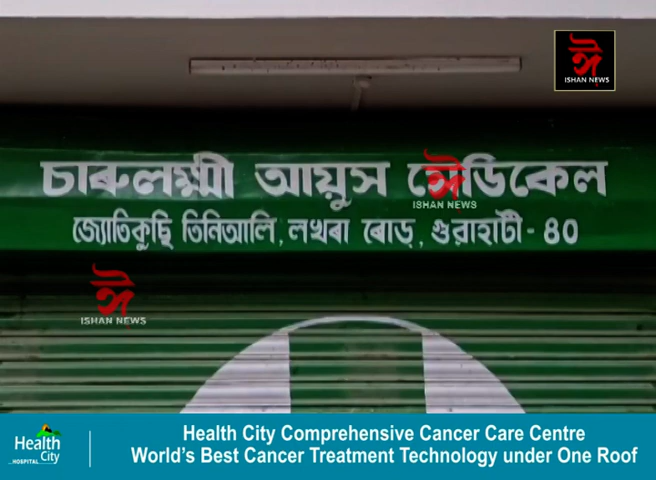 ঈ
ISHAN NEWS
চাৰুলক্ষ্মী আয়ুস মেডিকেল
ঈ
ISHAN NEWS
জ্যোতিকুছি তিনিআলি, লখৰা ৰোড, গুৱাহাটী - ৪০
ঈ
ISHAN NEWS
Health City Comprehensive Cancer Care Centre
World's Best Cancer Treatment Technology under One Roof
Health City
HOSPITAL